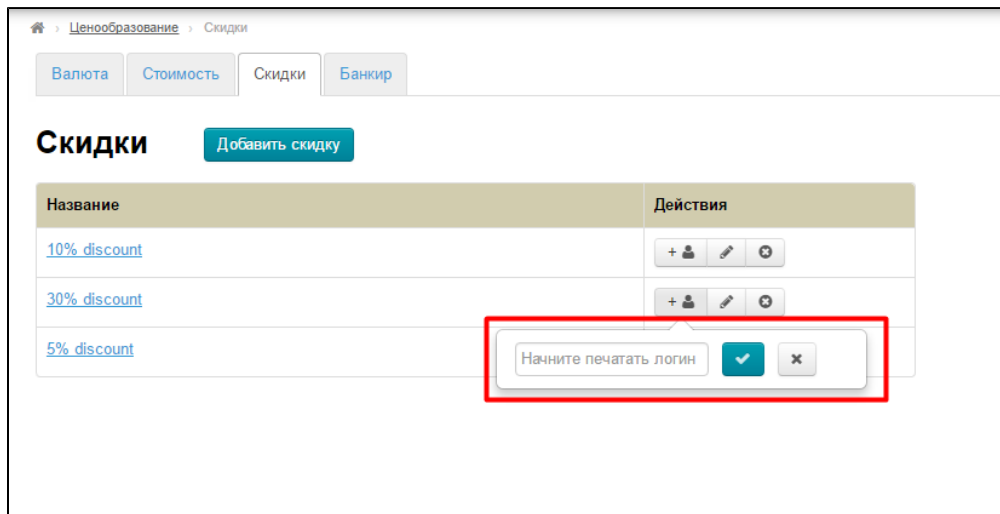 Ценообразование › Скидки
Валюта Стоимость Скидки Банкир
Скидки Добавить скидку
Название Действия
10% discount +
30% discount +
5% discount
Начните печатать логин